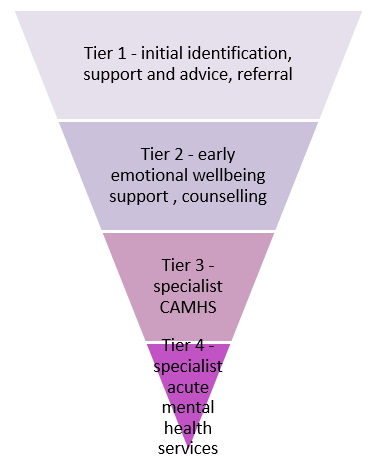 Tier 1 - initial identification,
support and advice, referral
Tier 2 - early
emotional wellbeing
support , counselling
Tier 3 -
specialist
CAMHS
Tier 4 -
specialist
acute
mental
health
services